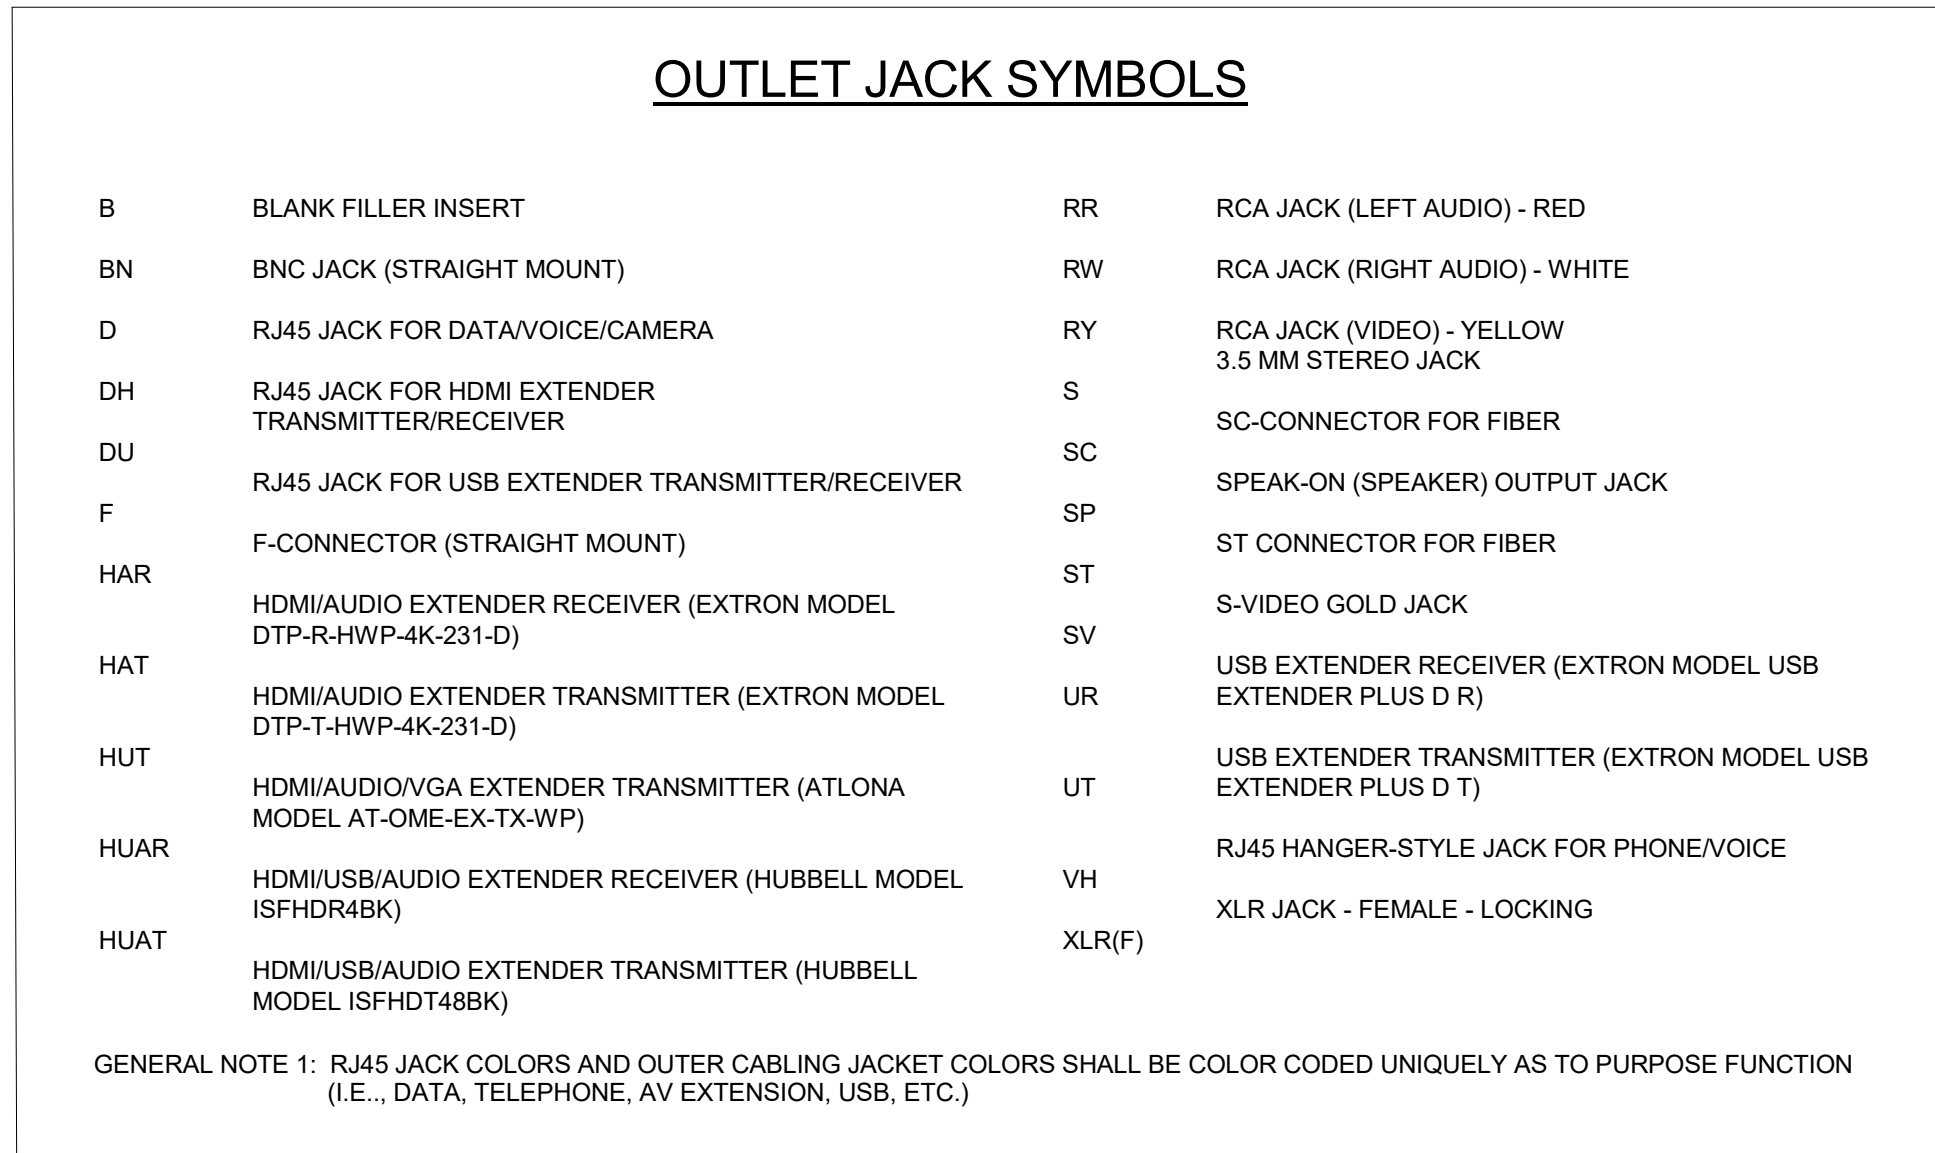 OUTLET JACK SYMBOLS
B BLANK FILLER INSERT
BN BNC JACK (STRAIGHT MOUNT)
D RJ45 JACK FOR DATA/VOICE/CAMERA
DH RJ45 JACK FOR HDMI EXTENDER
TRANSMITTER/RECEIVER
DU
RJ45 JACK FOR USB EXTENDER TRANSMITTER/RECEIVER
F
F-CONNECTOR (STRAIGHT MOUNT)
HAR
HDMI/AUDIO EXTENDER RECEIVER (EXTRON MODEL
DTP-R-HWP-4K-231-D)
HAT
HDMI/AUDIO EXTENDER TRANSMITTER (EXTRON MODEL
DTP-T-HWP-4K-231-D)
HUT
HDMI/AUDIO/VGA EXTENDER TRANSMITTER (ATLONA
MODEL AT-OME-EX-TX-WP)
HUAR
HDMI/USB/AUDIO EXTENDER RECEIVER (HUBBELL MODEL
ISFHDR4BK)
HUAT
HDMI/USB/AUDIO EXTENDER TRANSMITTER (HUBBELL
MODEL ISFHDT48BK)
RR RCA JACK (LEFT AUDIO) - RED
RW RCA JACK (RIGHT AUDIO) - WHITE
RY RCA JACK (VIDEO) - YELLOW
3.5 MM STEREO JACK
S
SC-CONNECTOR FOR FIBER
SC
SPEAK-ON (SPEAKER) OUTPUT JACK
SP
ST CONNECTOR FOR FIBER
ST
S-VIDEO GOLD JACK
SV
USB EXTENDER RECEIVER (EXTRON MODEL USB
UR EXTENDER PLUS D R)
USB EXTENDER TRANSMITTER (EXTRON MODEL USB
UT EXTENDER PLUS D T)
RJ45 HANGER-STYLE JACK FOR PHONE/VOICE
VH
XLR JACK - FEMALE - LOCKING
XLR(F)
GENERAL NOTE 1: RJ45 JACK COLORS AND OUTER CABLING JACKET COLORS SHALL BE COLOR CODED UNIQUELY AS TO PURPOSE FUNCTION
(I.E.., DATA, TELEPHONE, AV EXTENSION, USB, ETC.)